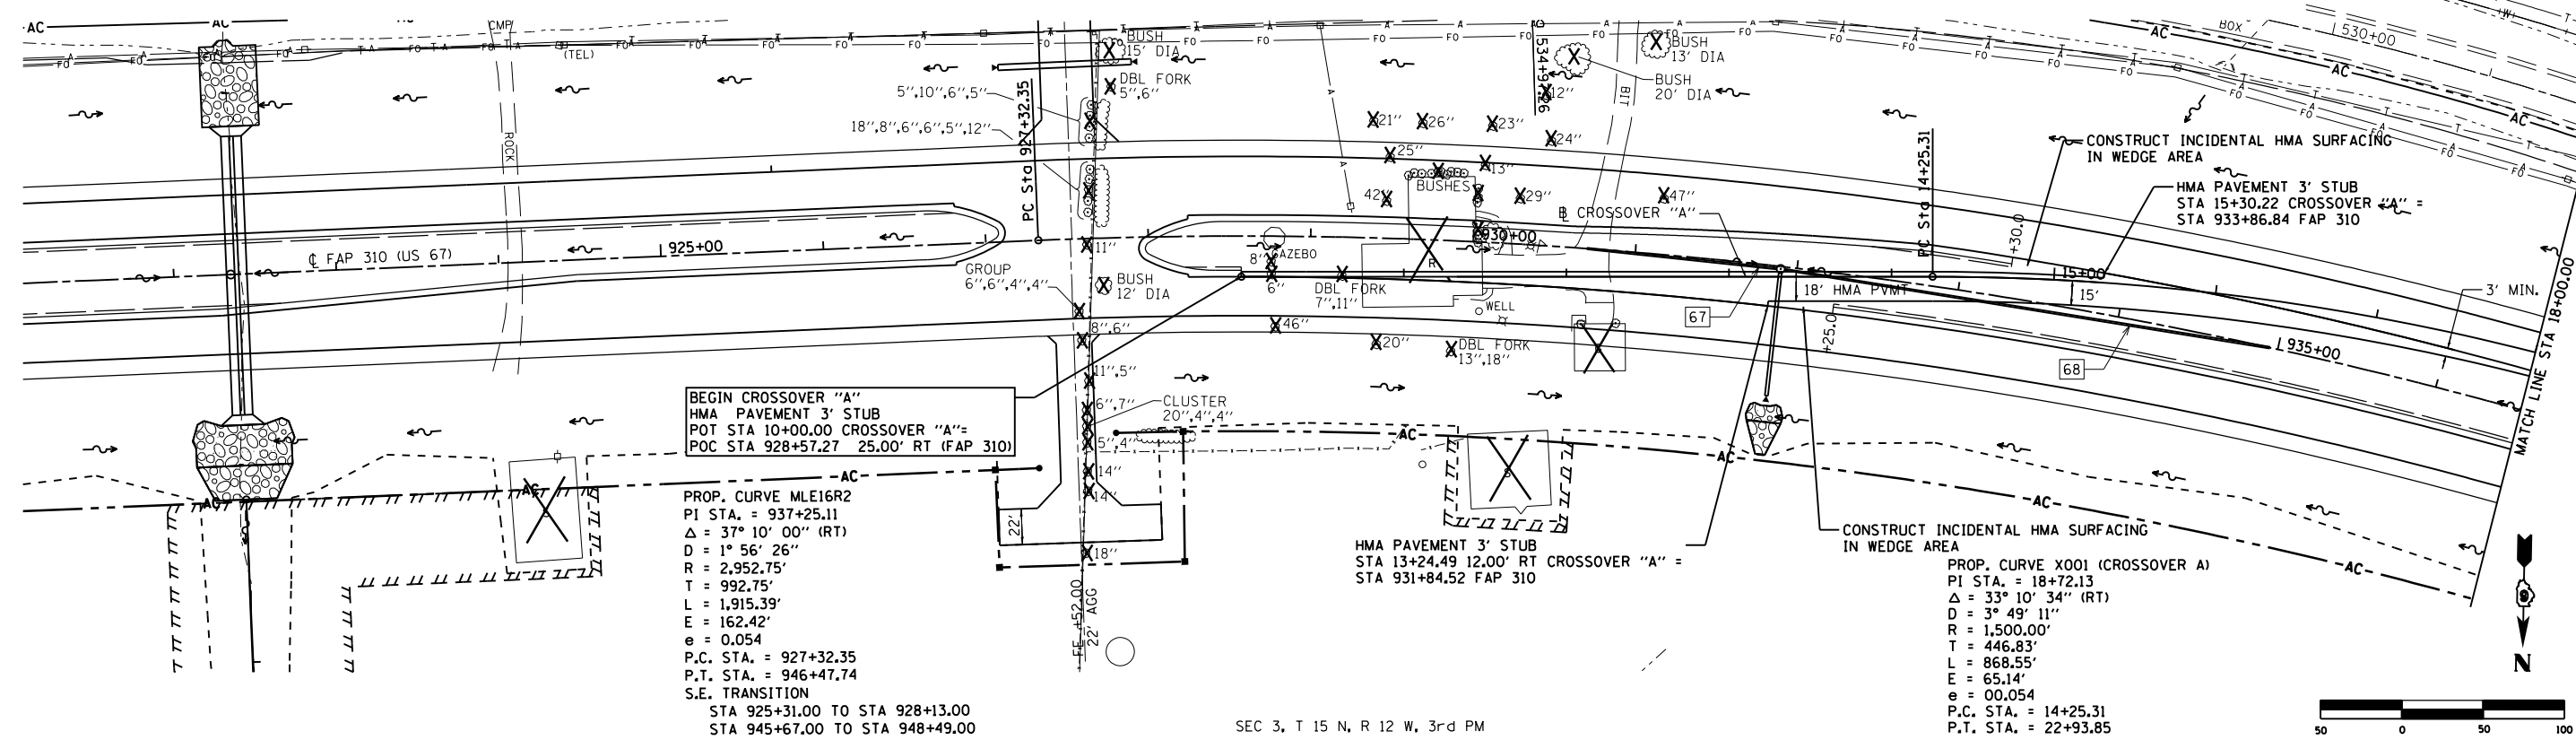 AC
AC
CMP
(TEL)
ROCK
BUSH
15' DIA
DBL FORK
5",6"
5",10",6",5"
18",8",6",6",5",12"
PC Sta 927+32.35
℄ FAP 310 (US 67)
925+00
11"
GROUP
6",6",4",4"
BUSH
12' DIA
8",6"
11",5"
6",7"
CLUSTER
20",4",4"
5",4"
14"
14"
18"
22'
FE +52.00
22' AGG
BUSH
13' DIA
BUSH
20' DIA
12"
BIT
21"
26"
23"
24"
25"
13"
42"
BUSHES
29"
47"
930+00
8"
GAZEBO
6"
DBL FORK
7",11"
R
WELL
46"
20"
DBL FORK
13",18"
S
B CROSSOVER "A"
PC Sta 14+25.31
+30.0
15+00
18' HMA PVMT
15'
+25.0
67
68
935+00
3' MIN.
MATCH LINE STA 18+00.00
BOX
530+00
(W)
AC
AC
AC
CONSTRUCT INCIDENTAL HMA SURFACING
IN WEDGE AREA
HMA PAVEMENT 3' STUB
STA 15+30.22 CROSSOVER "A" =
STA 933+86.84 FAP 310
BEGIN CROSSOVER "A"
HMA PAVEMENT 3' STUB
POT STA 10+00.00 CROSSOVER "A"=
POC STA 928+57.27 25.00' RT (FAP 310)
AC
AC
AC
AC
AC
AC
AC
PROP. CURVE MLE16R2
PI STA. = 937+25.11
Δ = 37° 10' 00" (RT)
D = 1° 56' 26"
R = 2,952.75'
T = 992.75'
L = 1,915.39'
E = 162.42'
e = 0.054
P.C. STA. = 927+32.35
P.T. STA. = 946+47.74
S.E. TRANSITION
STA 925+31.00 TO STA 928+13.00
STA 945+67.00 TO STA 948+49.00
HMA PAVEMENT 3' STUB
STA 13+24.49 12.00' RT CROSSOVER "A" =
STA 931+84.52 FAP 310
CONSTRUCT INCIDENTAL HMA SURFACING
IN WEDGE AREA
PROP. CURVE X001 (CROSSOVER A)
PI STA. = 18+72.13
Δ = 33° 10' 34" (RT)
D = 3° 49' 11"
R = 1,500.00'
T = 446.83'
L = 868.55'
E = 65.14'
e = 00.054
P.C. STA. = 14+25.31
P.T. STA. = 22+93.85
SEC 3, T 15 N, R 12 W, 3rd PM
N
50 0 50 100